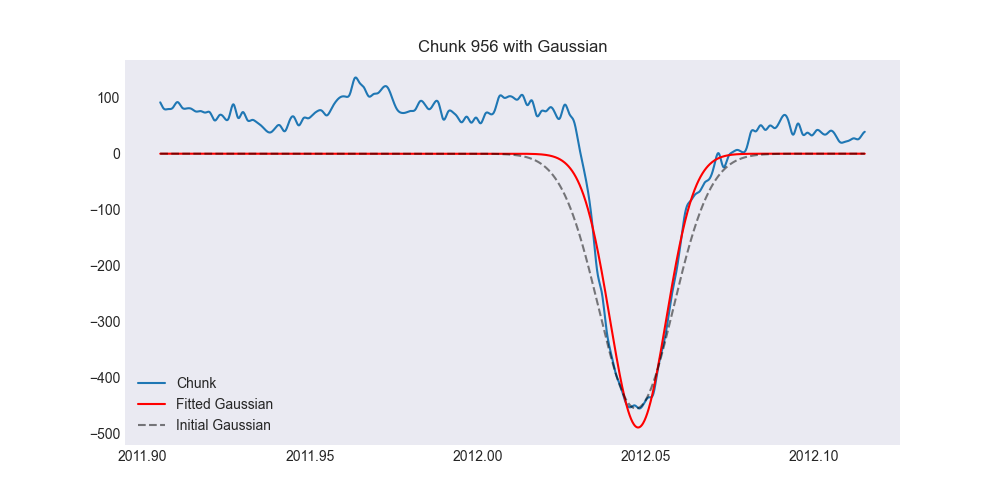 Chunk 956 with Gaussian
100
0
−100
−200
−300
−400
−500
Chunk
Fitted Gaussian
Initial Gaussian
2011.90 2011.95 2012.00 2012.05 2012.10